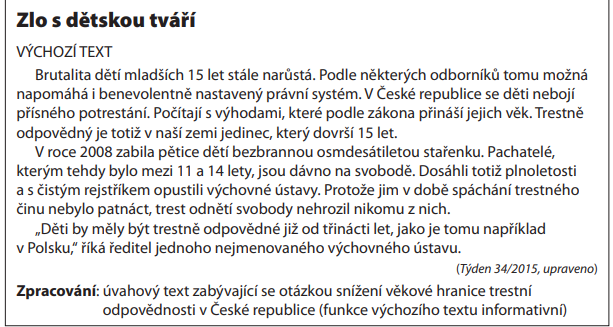 Zlo s dětskou tváří
VÝCHOZÍ TEXT
Brutalita dětí mladších 15 let stále narůstá. Podle některých odborníků tomu možná
napomáhá i benevolentně nastavený právní systém. V České republice se děti nebojí
přísného potrestání. Počítají s výhodami, které podle zákona přináší jejich věk. Trestně
odpovědný je totiž v naší zemi jedinec, který dovrší 15 let.
V roce 2008 zabila pětice dětí bezbrannou osmdesátiletou stařenku. Pachatelé,
kterým tehdy bylo mezi 11 a 14 lety, jsou dávno na svobodě. Dosáhli totiž plnoletosti
a s čistým rejstříkem opustili výchovné ústavy. Protože jim v době spáchání trestného
činu nebylo patnáct, trest odnětí svobody nehrozil nikomu z nich.
„Děti by měly být trestně odpovědné již od třinácti let, jako je tomu například
v Polsku,“ říká ředitel jednoho nejmenovaného výchovného ústavu.
(Týden 34/2015, upraveno)
Zpracování: úvahový text zabývající se otázkou snížení věkové hranice trestní
odpovědnosti v České republice (funkce výchozího textu informativní)